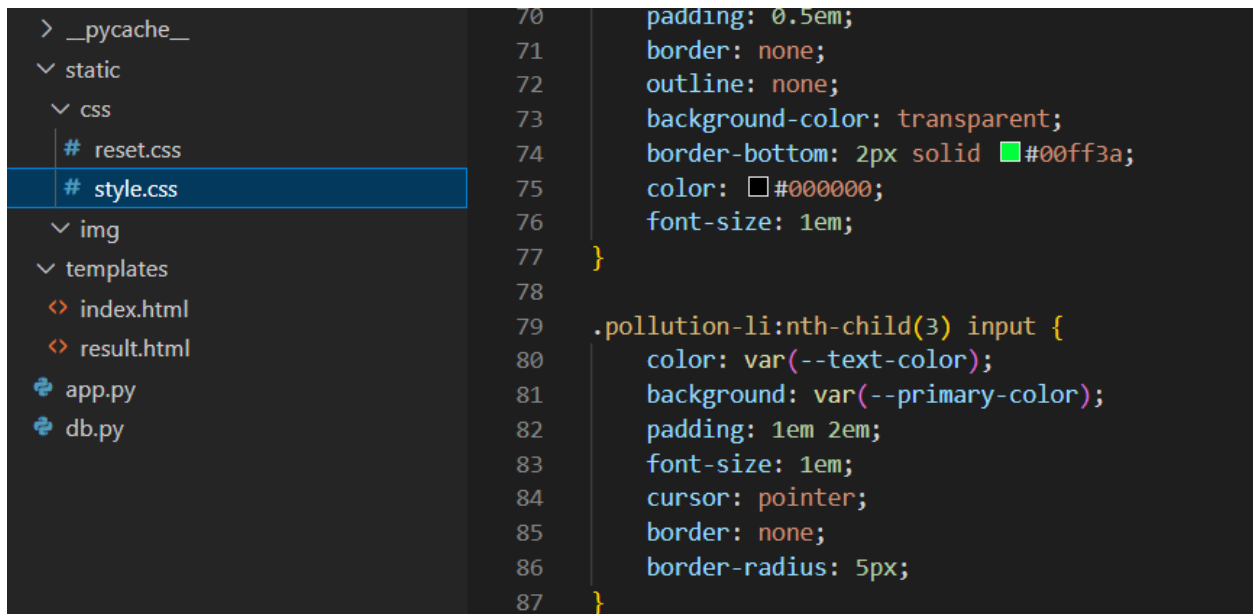 __pycache__
static
css
# reset.css
# style.css
img
templates
<> index.html
<> result.html
app.py
db.py
70 padding: 0.5em;
71 border: none;
72 outline: none;
73 background-color: transparent;
74 border-bottom: 2px solid #00ff3a;
75 color: #000000;
76 font-size: 1em;
77 }
78
79 .pollution-li:nth-child(3) input {
80 color: var(--text-color);
81 background: var(--primary-color);
82 padding: 1em 2em;
83 font-size: 1em;
84 cursor: pointer;
85 border: none;
86 border-radius: 5px;
87 }